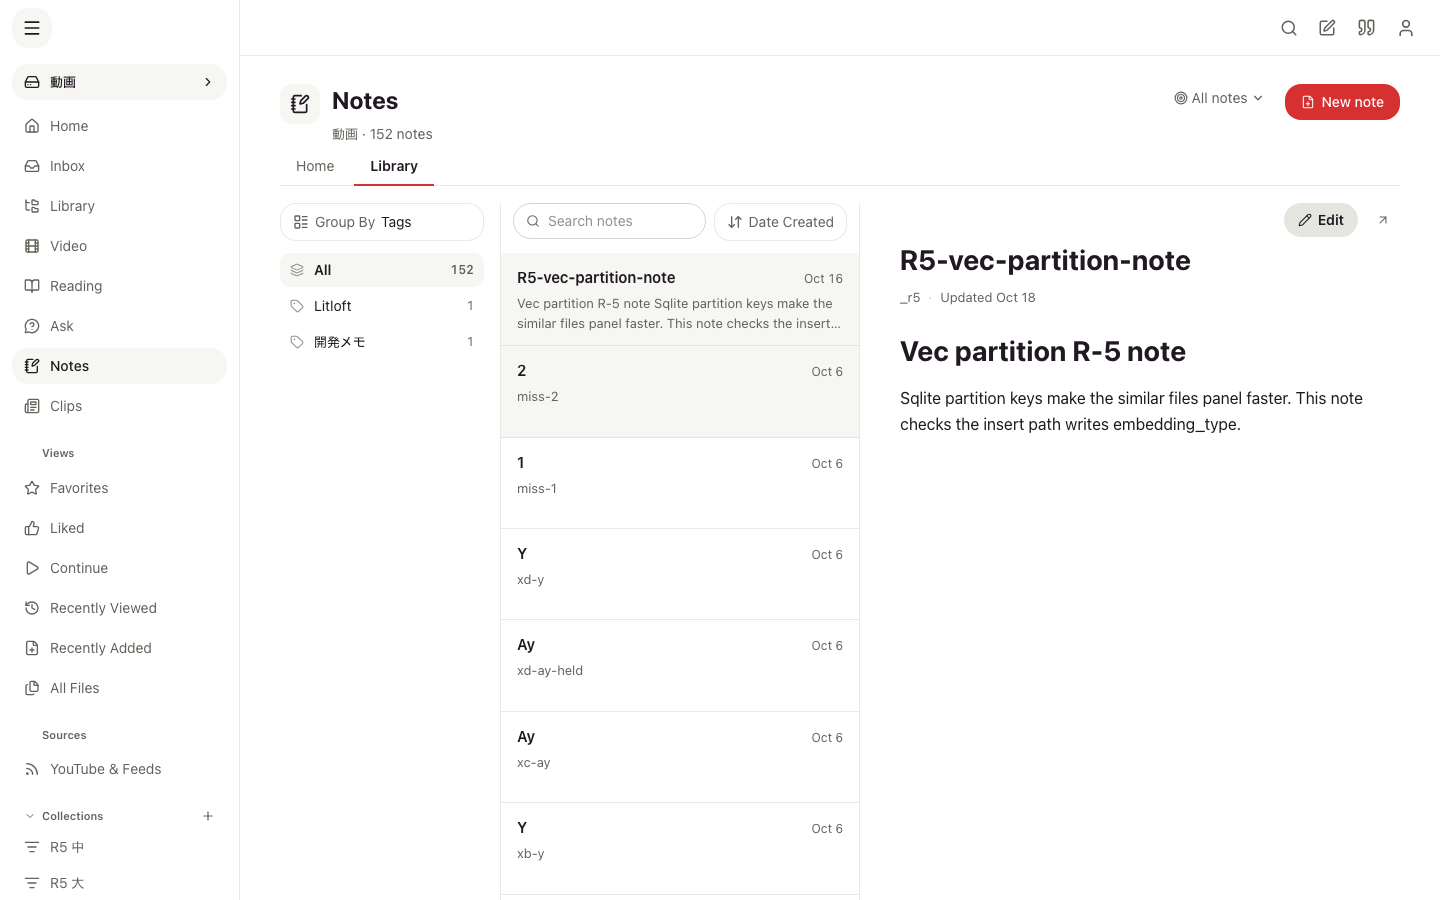 動画
Home
Inbox
Library
Video
Reading
Ask
Notes
Clips
Views
Favorites
Liked
Continue
Recently Viewed
Recently Added
All Files
Sources
YouTube & Feeds
Collections
R5 中
R5 大
Notes
動画 · 152 notes
All notes
New note
Home
Library
Group By Tags
All 152
Litloft 1
開発メモ 1
Search notes
Date Created
R5-vec-partition-note Oct 16
Vec partition R-5 note Sqlite partition keys make the
similar files panel faster. This note checks the insert...
2 Oct 6
miss-2
1 Oct 6
miss-1
Y Oct 6
xd-y
Ay Oct 6
xd-ay-held
Ay Oct 6
xc-ay
Y Oct 6
xb-y
Edit
R5-vec-partition-note
_r5 · Updated Oct 18
Vec partition R-5 note
Sqlite partition keys make the similar files panel faster. This note
checks the insert path writes embedding_type.